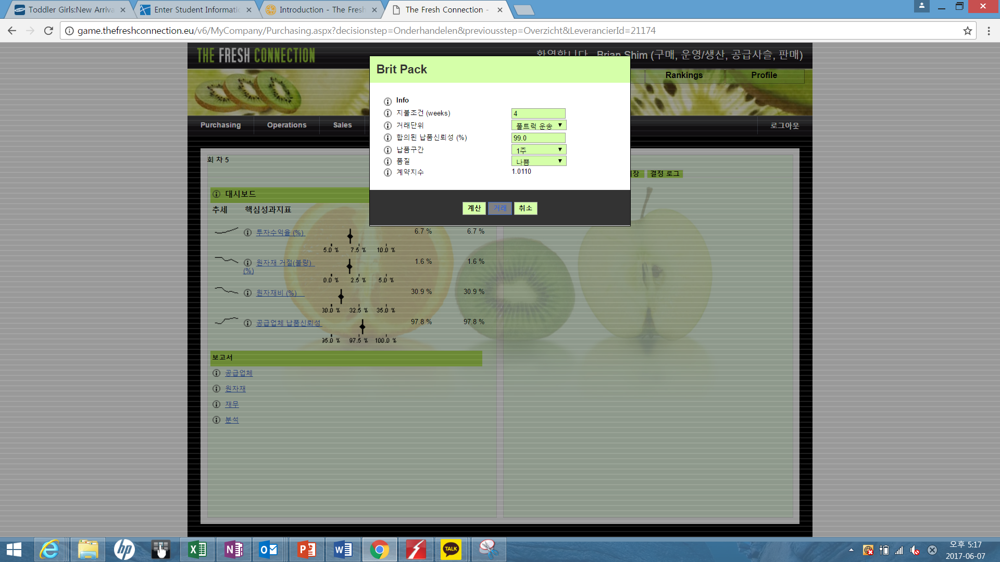 Toddler Girls:New Arriva
Enter Student Informati
Introduction - The Fresh
The Fresh Connection -
game.thefreshconnection.eu/v6/MyCompany/Purchasing.aspx?decisionstep=Onderhandelen&previousstep=Overzicht&LeverancierId=21174
THE FRESH CONNECTION
환영합니다, Brian Shim (구매, 운영/생산, 공급사슬, 판매)
Rankings
Profile
Purchasing
Operations
Sales
로그아웃
Brit Pack
Info
지불조건 (weeks)
4
거래단위
풀트럭 운송
합의된 납품신뢰성 (%)
99.0
납품구간
1주
품질
나쁨
계약지수
1.0110
계산
거래
취소
회 차 5
장
결정 로그
대시보드
추세
핵심성과지표
투자수익율 (%)
5.0 %
7.5 %
10.0 %
6.7 %
6.7 %
원자재 거절(불량)
(%)
0.0 %
2.5 %
5.0 %
1.6 %
1.6 %
원자재비 (%)
30.0 %
32.5 %
35.0 %
30.9 %
30.9 %
공급업체 납품신뢰성
95.0 %
97.5 %
100.0 %
97.8 %
97.8 %
보고서
공급업체
원자재
재무
분석
hp
TALK
오후 5:17
2017-06-07